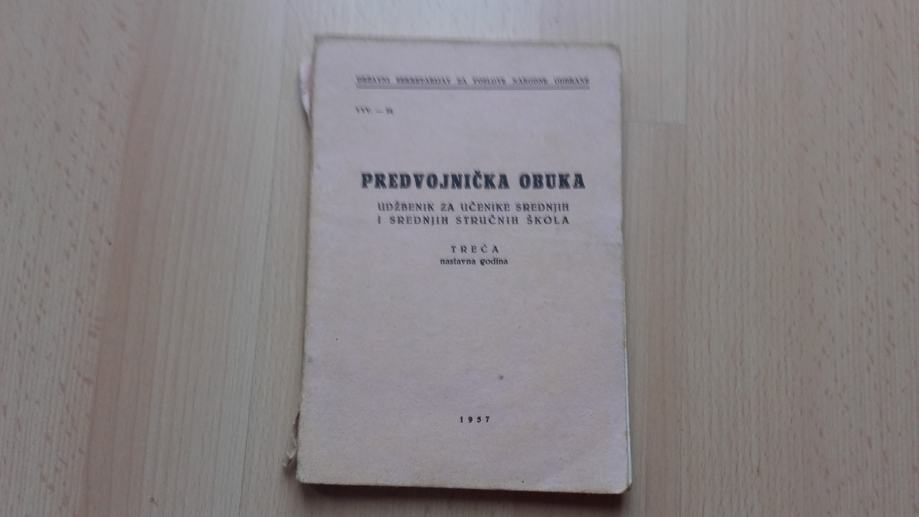 DRŽAVNI SEKRETARIJAT ZA POSLOVE NARODNE ODBRANE
PREDVOJNIČKA OBUKA
UDŽBENIK ZA UČENIKE SREDNJIH
I SREDNJIH STRUČNIH ŠKOLA
TREĆA
nastavna godina
1957